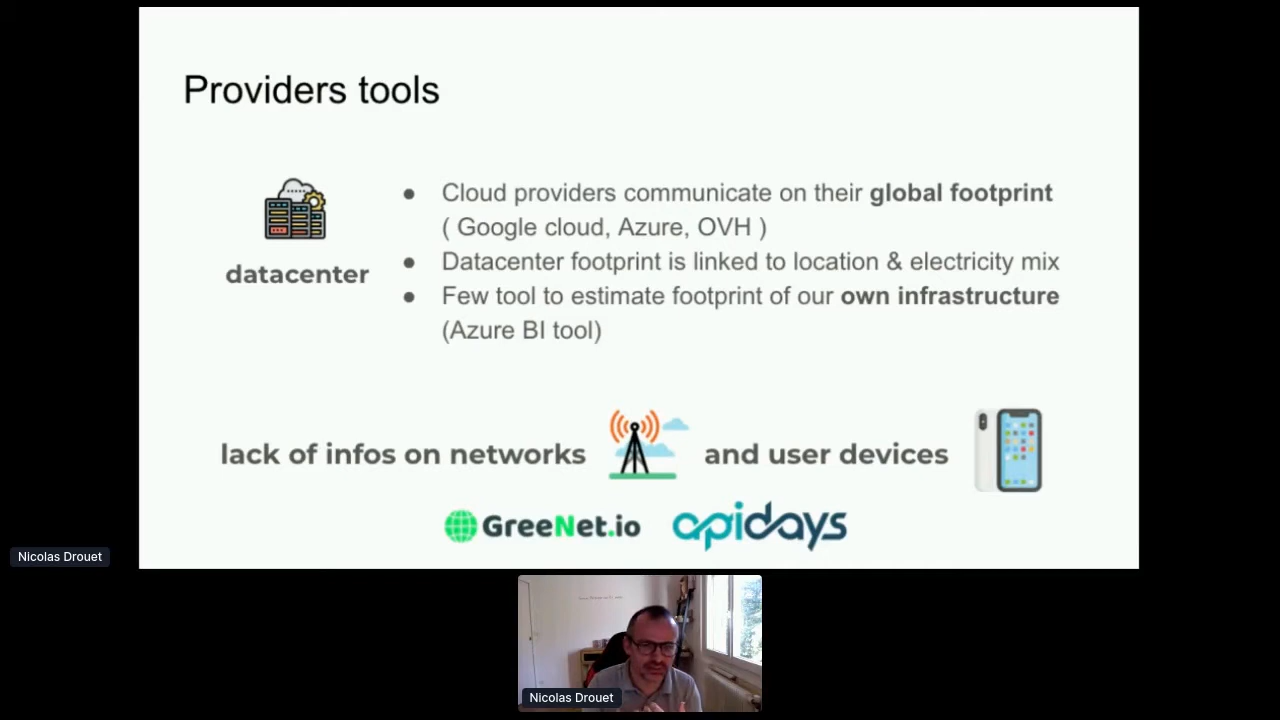 Providers tools
● Cloud providers communicate on their global footprint
( Google cloud, Azure, OVH )
datacenter
● Datacenter footprint is linked to location & electricity mix
● Few tool to estimate footprint of our own infrastructure
(Azure BI tool)
lack of infos on networks and user devices
GreeNet.io apidays
Nicolas Drouet
Nicolas Drouet